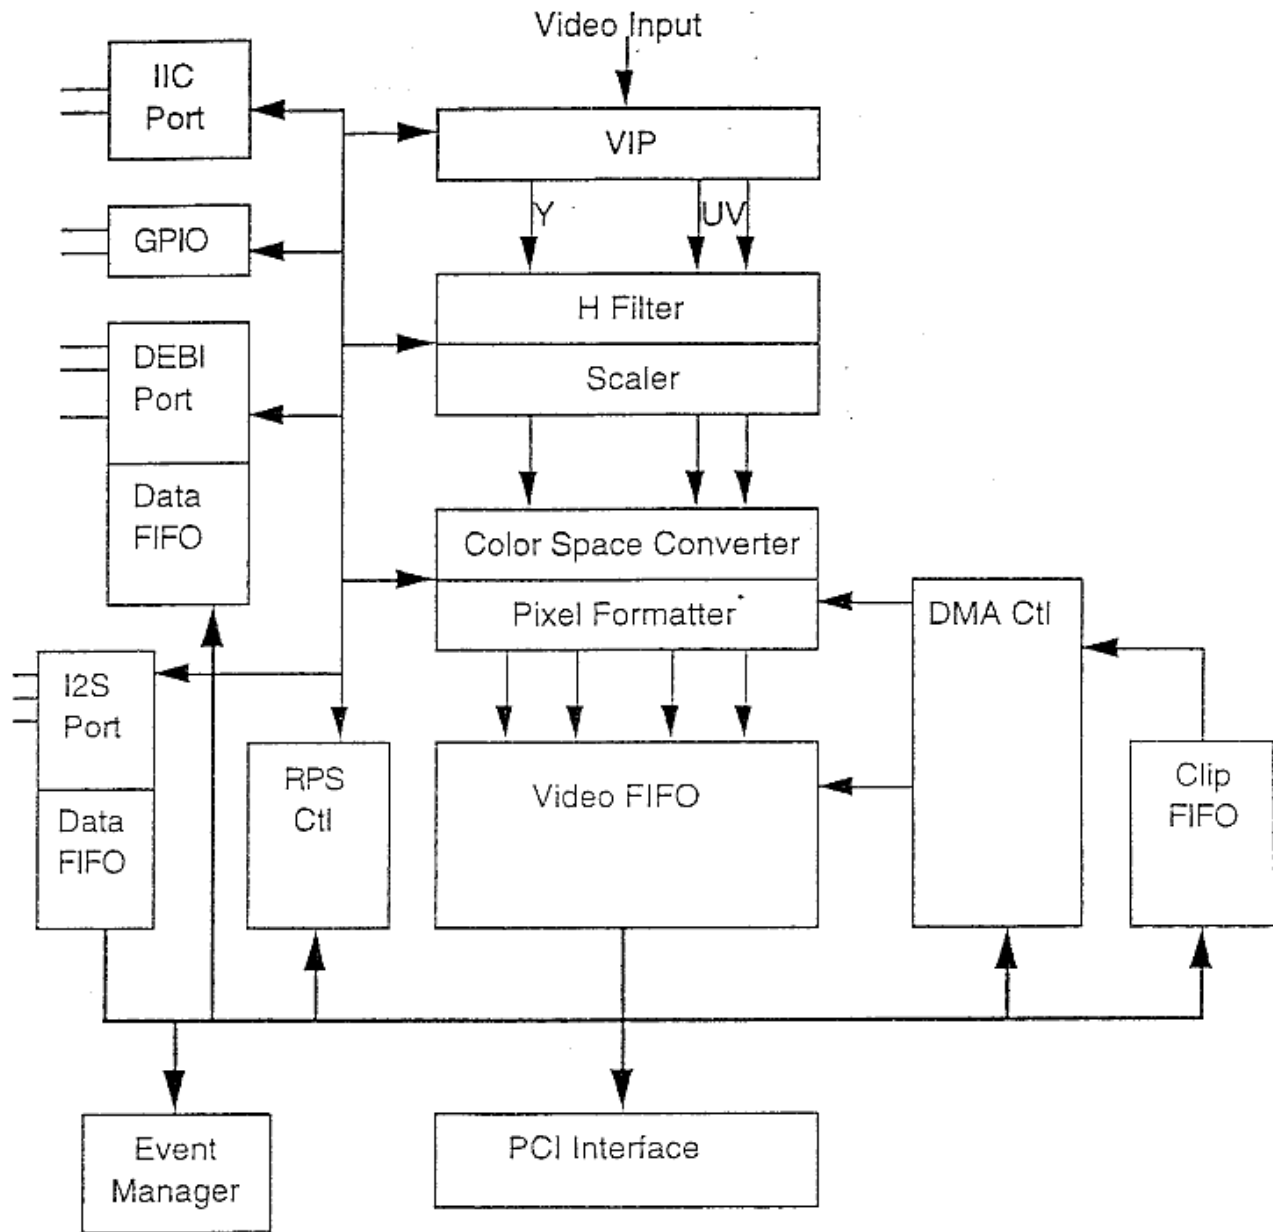 Video Input
IIC
Port
VIP
Y
UV
GPIO
H Filter
Scaler
DEBI
Port
Data
FIFO
Color Space Converter
Pixel Formatter
DMA Ctl
I2S
Port
Data
FIFO
RPS
Ctl
Video FIFO
Clip
FIFO
Event
Manager
PCI Interface